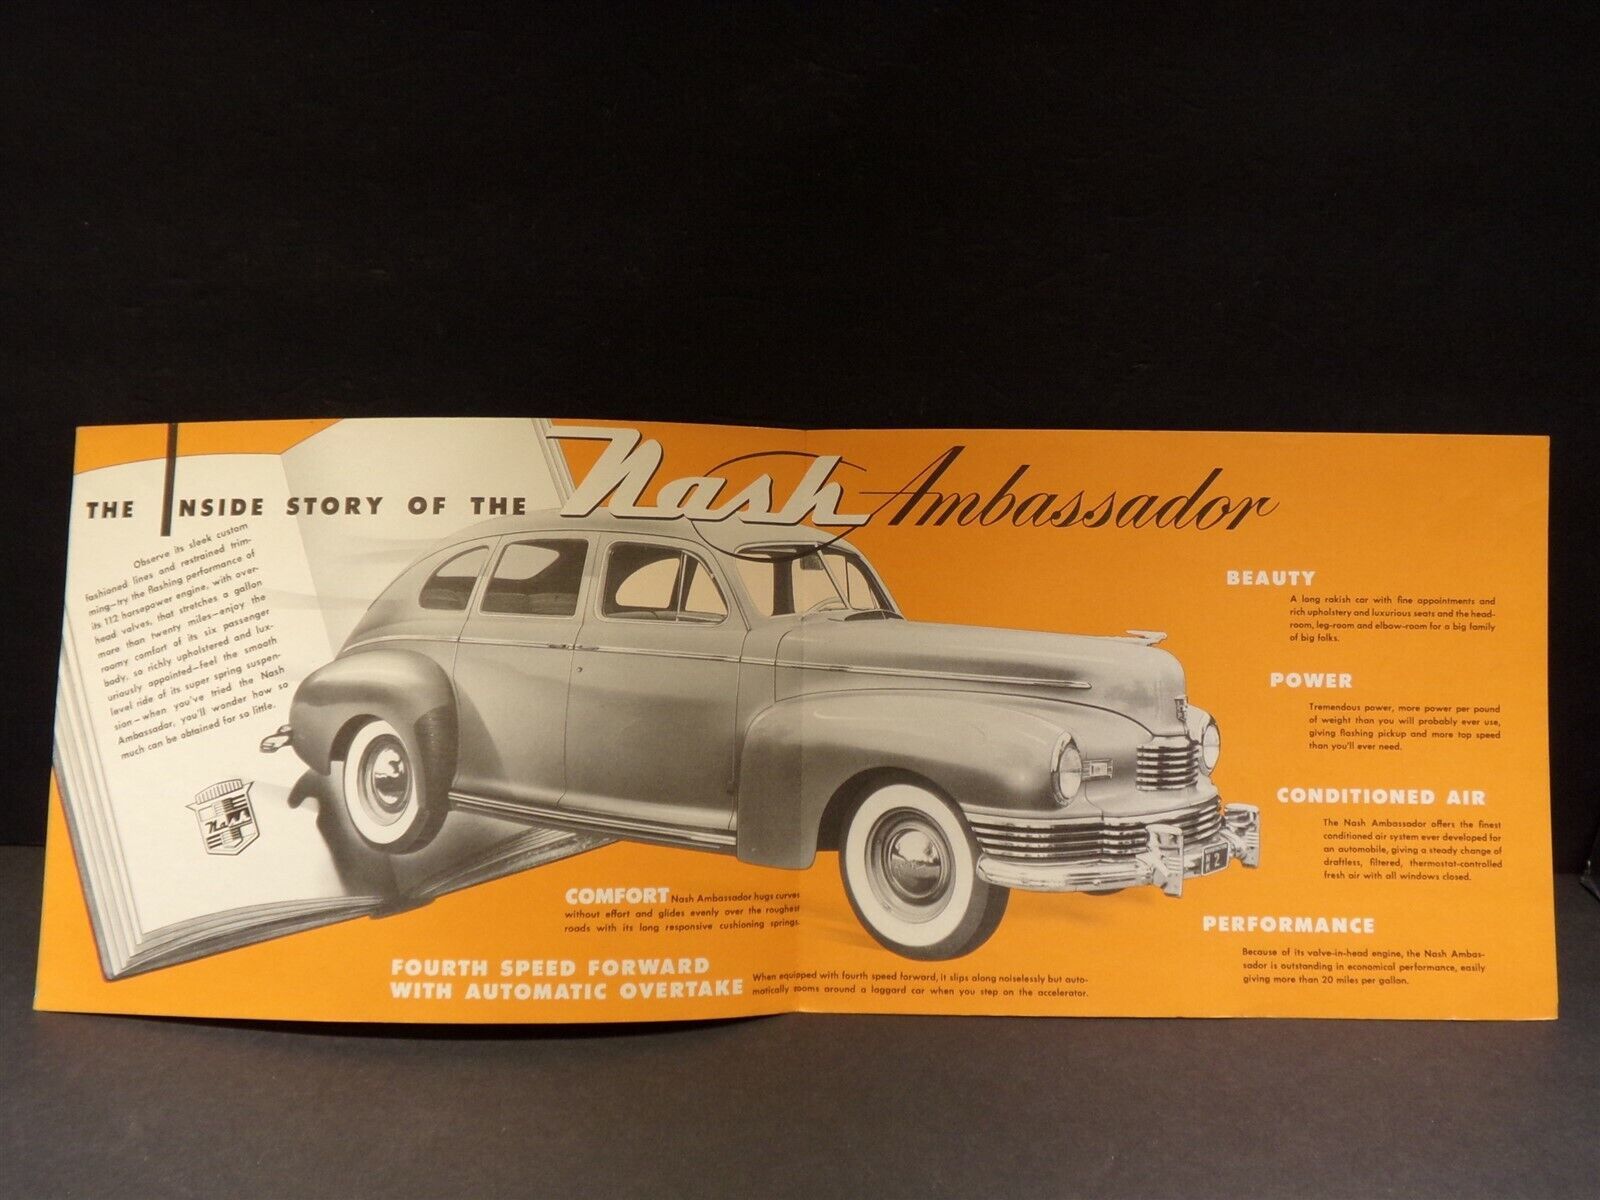 THE INSIDE STORY OF THE Nash Ambassador
Observe its sleek custom
fashioned lines and restrained trim-
ming—try the flashing performance of
its 112 horsepower engine, with over-
head valves, that stretches a gallon
more than twenty miles—enjoy the
roomy comfort of its six passenger
body, so richly upholstered and lux-
uriously appointed—feel the smooth
level ride of its super spring suspen-
sion—when you've tried the Nash
Ambassador, you'll wonder how so
much can be obtained for so little.
Nash
COMFORT Nash Ambassador hugs curves
without effort and glides evenly over the roughest
roads with its long responsive cushioning springs.
FOURTH SPEED FORWARD
WITH AUTOMATIC OVERTAKE
When equipped with fourth speed forward, it slips along noiselessly but auto-
matically zooms around a laggard car when you step on the accelerator.
BEAUTY
A long rakish car with fine appointments and
rich upholstery and luxurious seats and the head-
room, leg-room and elbow-room for a big family
of big folks.
POWER
Tremendous power, more power per pound
of weight than you will probably ever use,
giving flashing pickup and more top speed
than you'll ever need.
CONDITIONED AIR
The Nash Ambassador offers the finest
conditioned air system ever developed for
an automobile, giving a steady change of
draftless, filtered, thermostat-controlled
fresh air with all windows closed.
PERFORMANCE
Because of its valve-in-head engine, the Nash Ambas-
sador is outstanding in economical performance, easily
giving more than 20 miles per gallon.